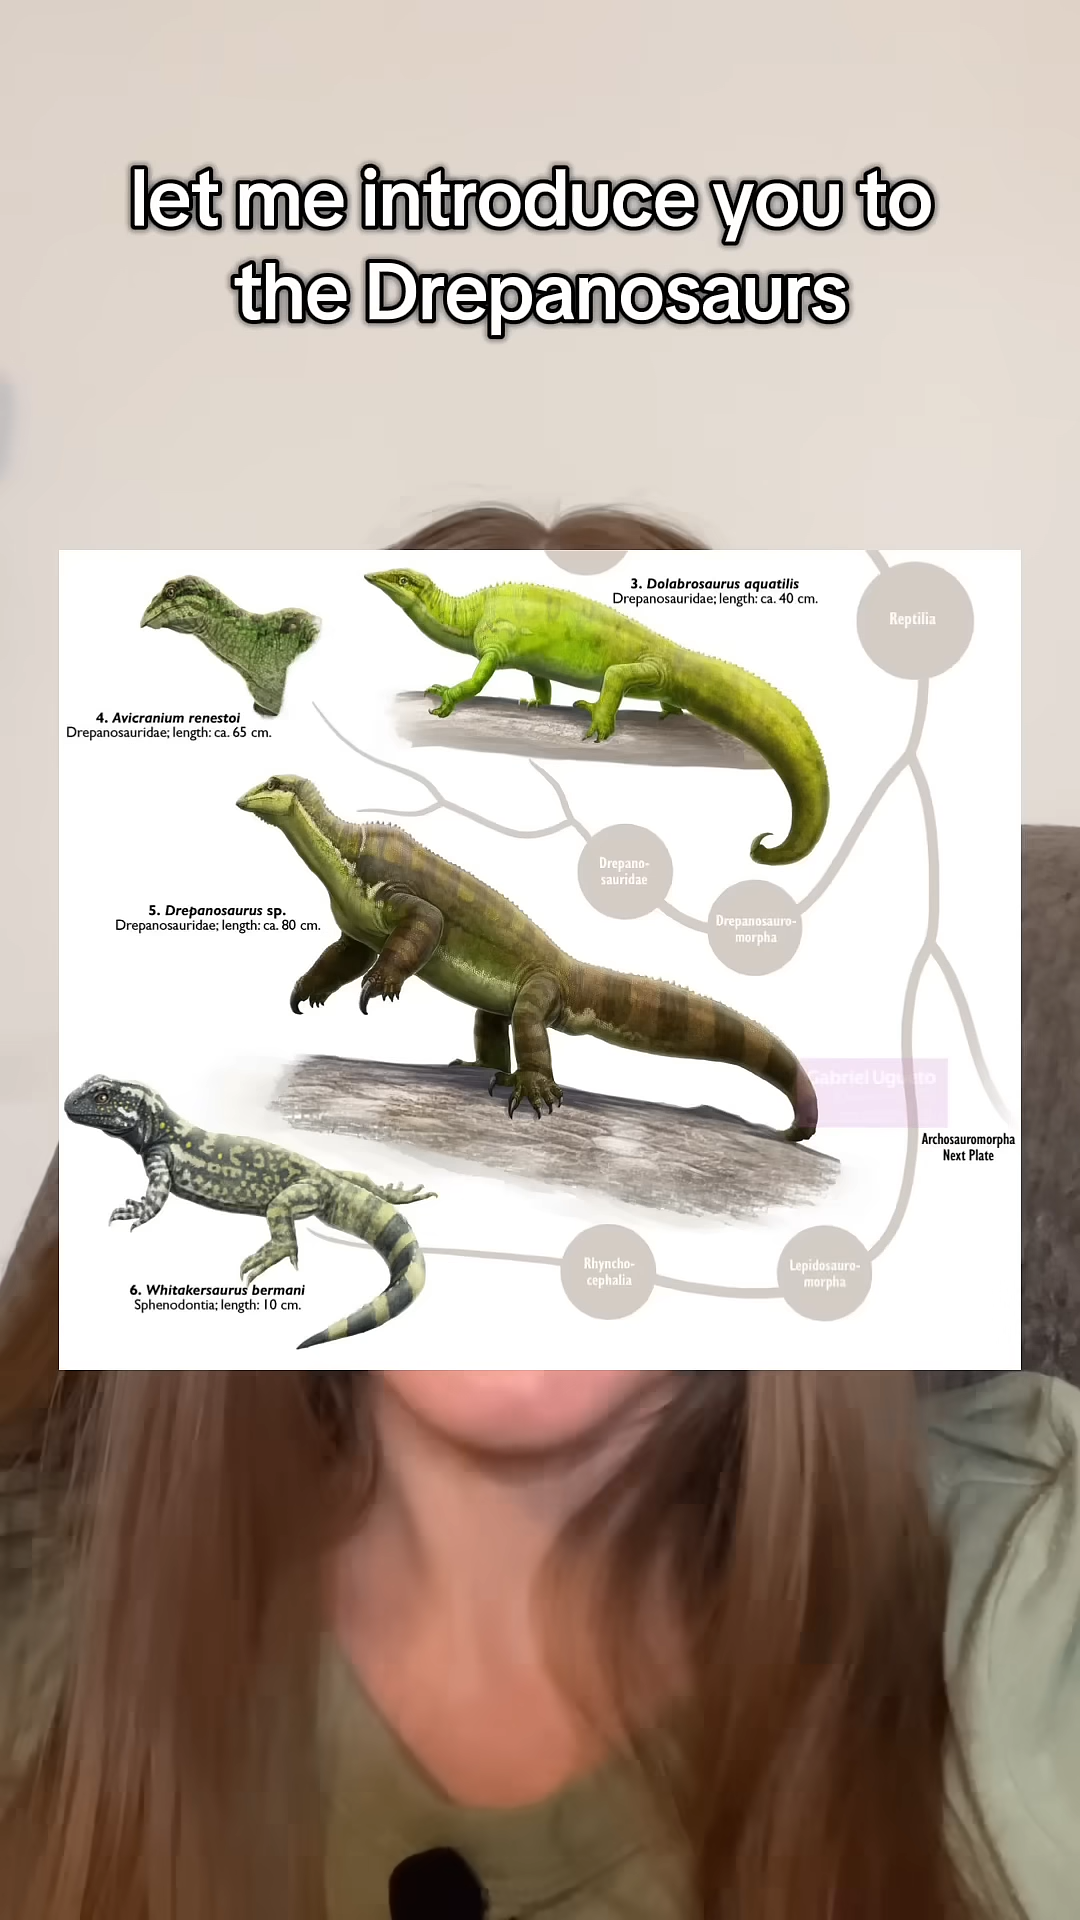 let me introduce you to
the Drepanosaurs
3. Dolabrosaurus aquatilis
Drepanosauridae; length: ca. 40 cm.
Reptilia
4. Avicranium renestoi
Drepanosauridae; length: ca. 65 cm.
Drepano-
sauridae
Drepanosauro-
morpha
5. Drepanosaurus sp.
Drepanosauridae; length: ca. 80 cm.
Gabriel Ugueto
Archosauromorpha
Next Plate
Rhyncho-
cephalia
Lepidosauro-
morpha
6. Whitakersaurus bermani
Sphenodontia; length: 10 cm.